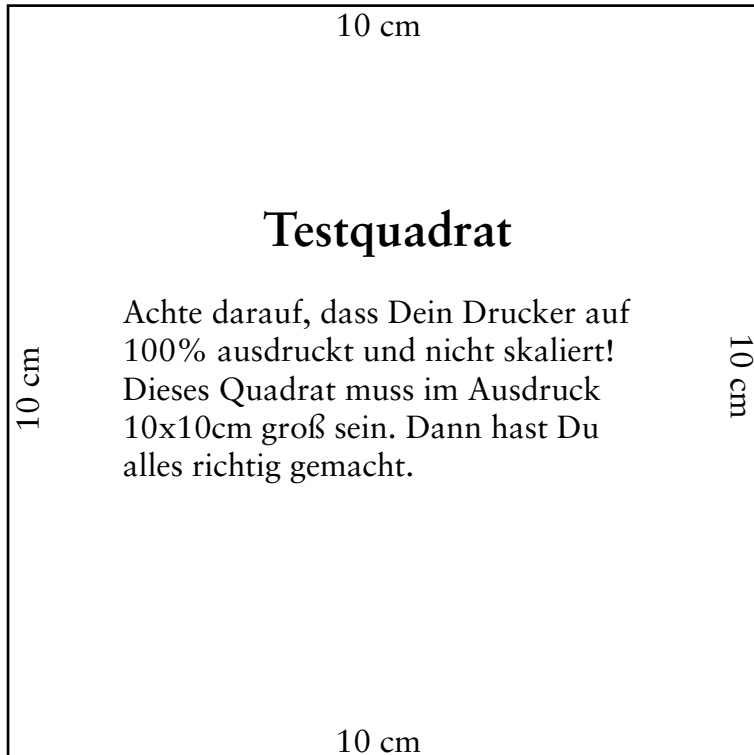 10 cm
Testquadrat
Achte darauf, dass Dein Drucker auf
100% ausdruckt und nicht skaliert!
Dieses Quadrat muss im Ausdruck
10x10cm groß sein. Dann hast Du
alles richtig gemacht.
10 cm
10 cm
10 cm